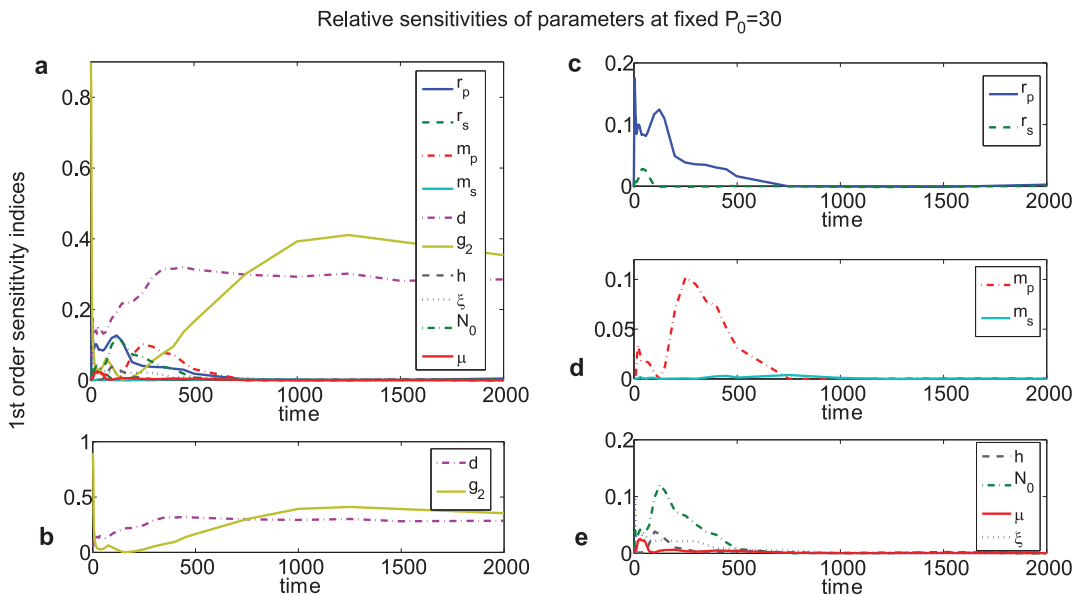 Relative sensitivities of parameters at fixed P0=30
1st order sensititvity indices
a
0.8
0.6
0.4
0.2
0
0 500 1000 1500 2000
time
rp
rs
mp
ms
d
g2
h
ξ
N0
μ
b
1
0.5
0
0 500 1000 1500 2000
time
d
g2
c
0.2
0.1
0
0 500 1000 1500 2000
time
rp
rs
d
0.1
0.05
0
0 500 1000 1500 2000
time
mp
ms
e
0.2
0.1
0
0 500 1000 1500 2000
time
h
N0
μ
ξ